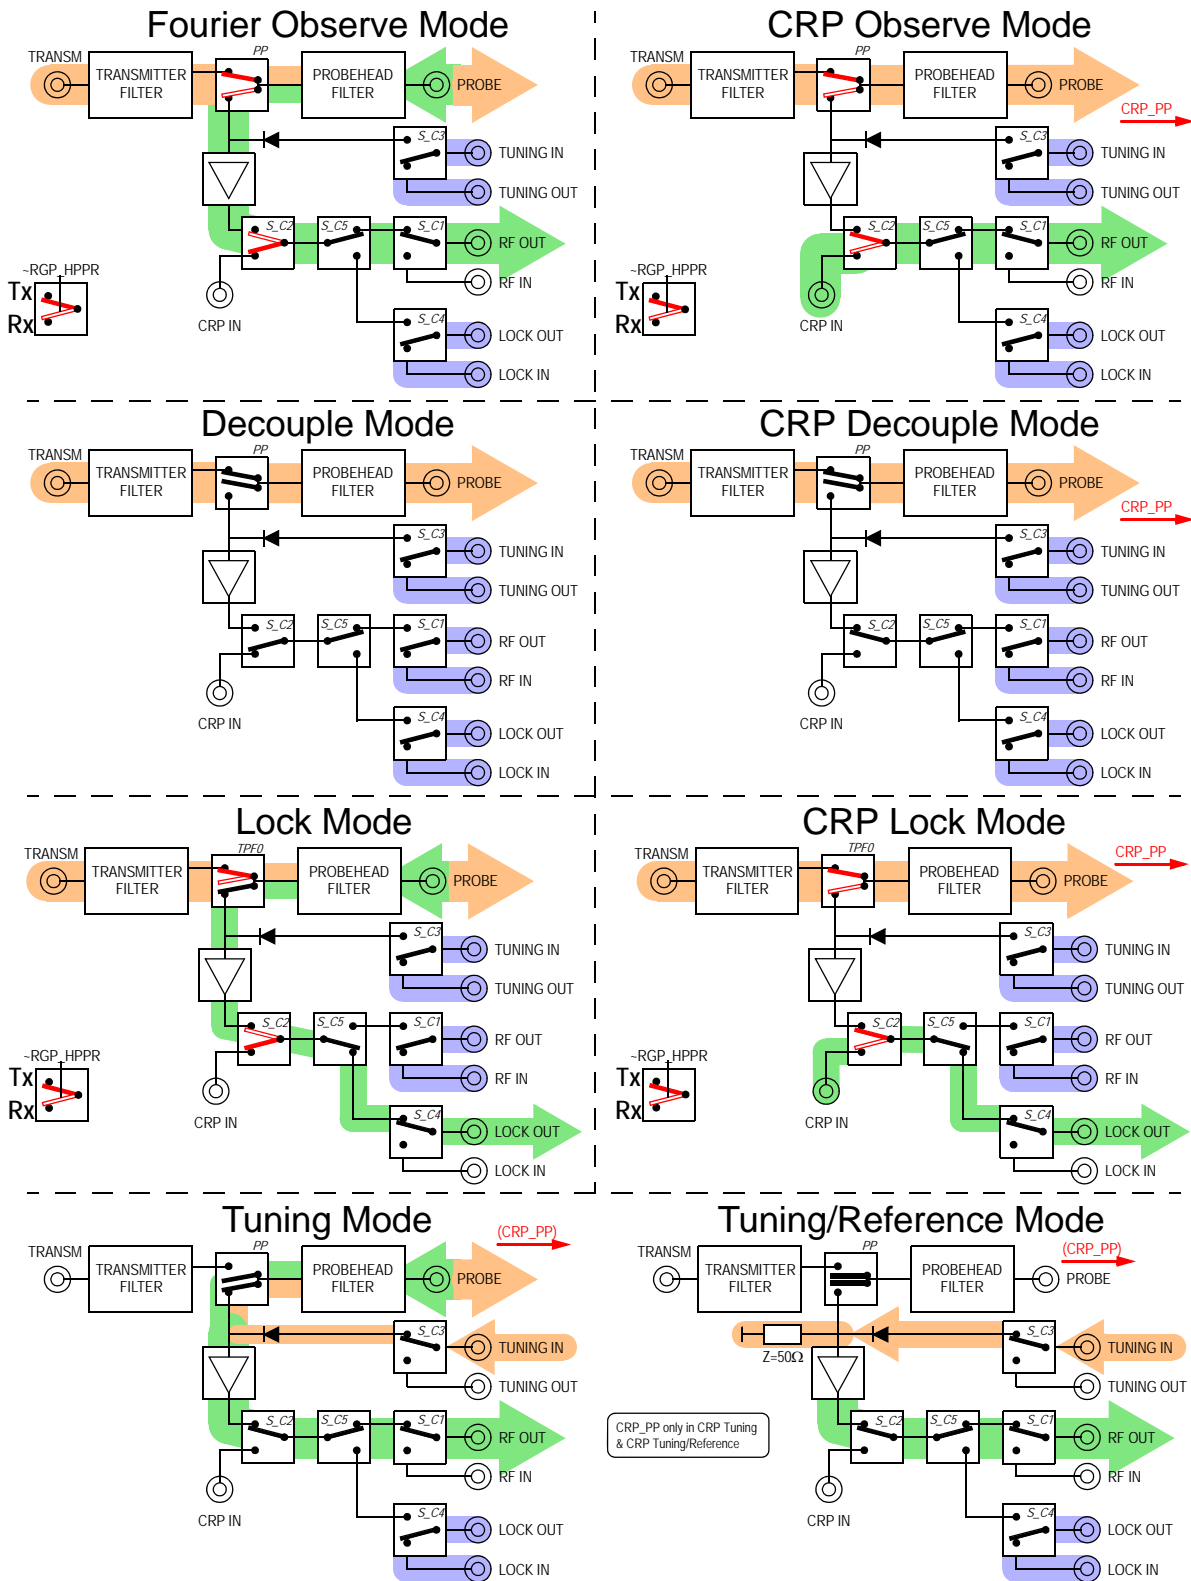 Fourier Observe Mode
TRANSM
TRANSMITTER
FILTER
PP
PROBEHEAD
FILTER
PROBE
S_C3
TUNING IN
TUNING OUT
S_C2
S_C5
S_C1
RF OUT
RF IN
~RGP_HPPR
Tx
Rx
CRP IN
S_C4
LOCK OUT
LOCK IN
CRP Observe Mode
TRANSM
TRANSMITTER
FILTER
PP
PROBEHEAD
FILTER
PROBE
CRP_PP
S_C3
TUNING IN
TUNING OUT
S_C2
S_C5
S_C1
RF OUT
RF IN
~RGP_HPPR
Tx
Rx
CRP IN
S_C4
LOCK OUT
LOCK IN
Decouple Mode
TRANSM
TRANSMITTER
FILTER
PP
PROBEHEAD
FILTER
PROBE
S_C3
TUNING IN
TUNING OUT
S_C2
S_C5
S_C1
RF OUT
RF IN
CRP IN
S_C4
LOCK OUT
LOCK IN
CRP Decouple Mode
TRANSM
TRANSMITTER
FILTER
PP
PROBEHEAD
FILTER
PROBE
CRP_PP
S_C3
TUNING IN
TUNING OUT
S_C2
S_C5
S_C1
RF OUT
RF IN
CRP IN
S_C4
LOCK OUT
LOCK IN
Lock Mode
TRANSM
TRANSMITTER
FILTER
TPF0
PROBEHEAD
FILTER
PROBE
S_C3
TUNING IN
TUNING OUT
S_C2
S_C5
S_C1
RF OUT
RF IN
~RGP_HPPR
Tx
Rx
CRP IN
S_C4
LOCK OUT
LOCK IN
CRP Lock Mode
TRANSM
TRANSMITTER
FILTER
TPF0
PROBEHEAD
FILTER
PROBE
CRP_PP
S_C3
TUNING IN
TUNING OUT
S_C2
S_C5
S_C1
RF OUT
RF IN
~RGP_HPPR
Tx
Rx
CRP IN
S_C4
LOCK OUT
LOCK IN
Tuning Mode
(CRP_PP)
TRANSM
TRANSMITTER
FILTER
PP
PROBEHEAD
FILTER
PROBE
S_C3
TUNING IN
TUNING OUT
S_C2
S_C5
S_C1
RF OUT
RF IN
CRP IN
S_C4
LOCK OUT
LOCK IN
Tuning/Reference Mode
(CRP_PP)
TRANSM
TRANSMITTER
FILTER
PP
PROBEHEAD
FILTER
PROBE
Z=50Ω
S_C3
TUNING IN
TUNING OUT
CRP_PP only in CRP Tuning
& CRP Tuning/Reference
S_C2
S_C5
S_C1
RF OUT
RF IN
CRP IN
S_C4
LOCK OUT
LOCK IN